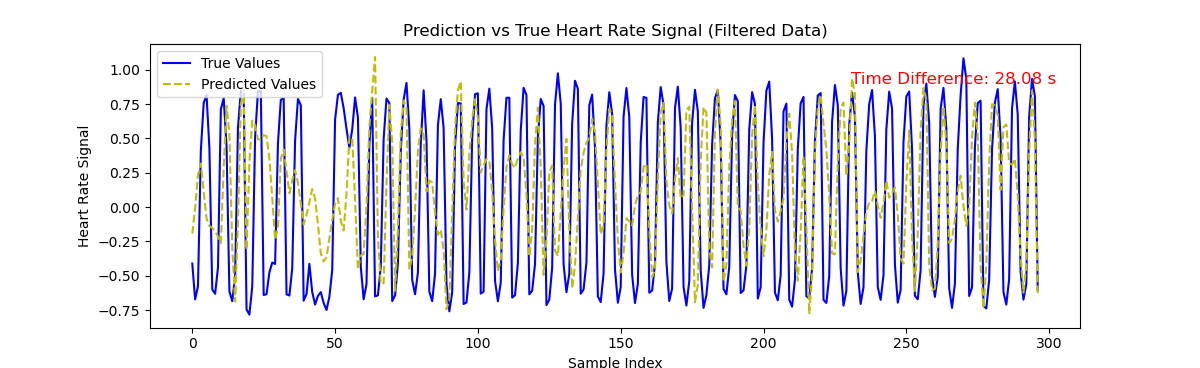 Prediction vs True Heart Rate Signal (Filtered Data)
True Values
Predicted Values
Time Difference: 28.08 s
Heart Rate Signal
1.00
0.75
0.50
0.25
0.00
−0.25
−0.50
−0.75
0 50 100 150 200 250 300
Sample Index